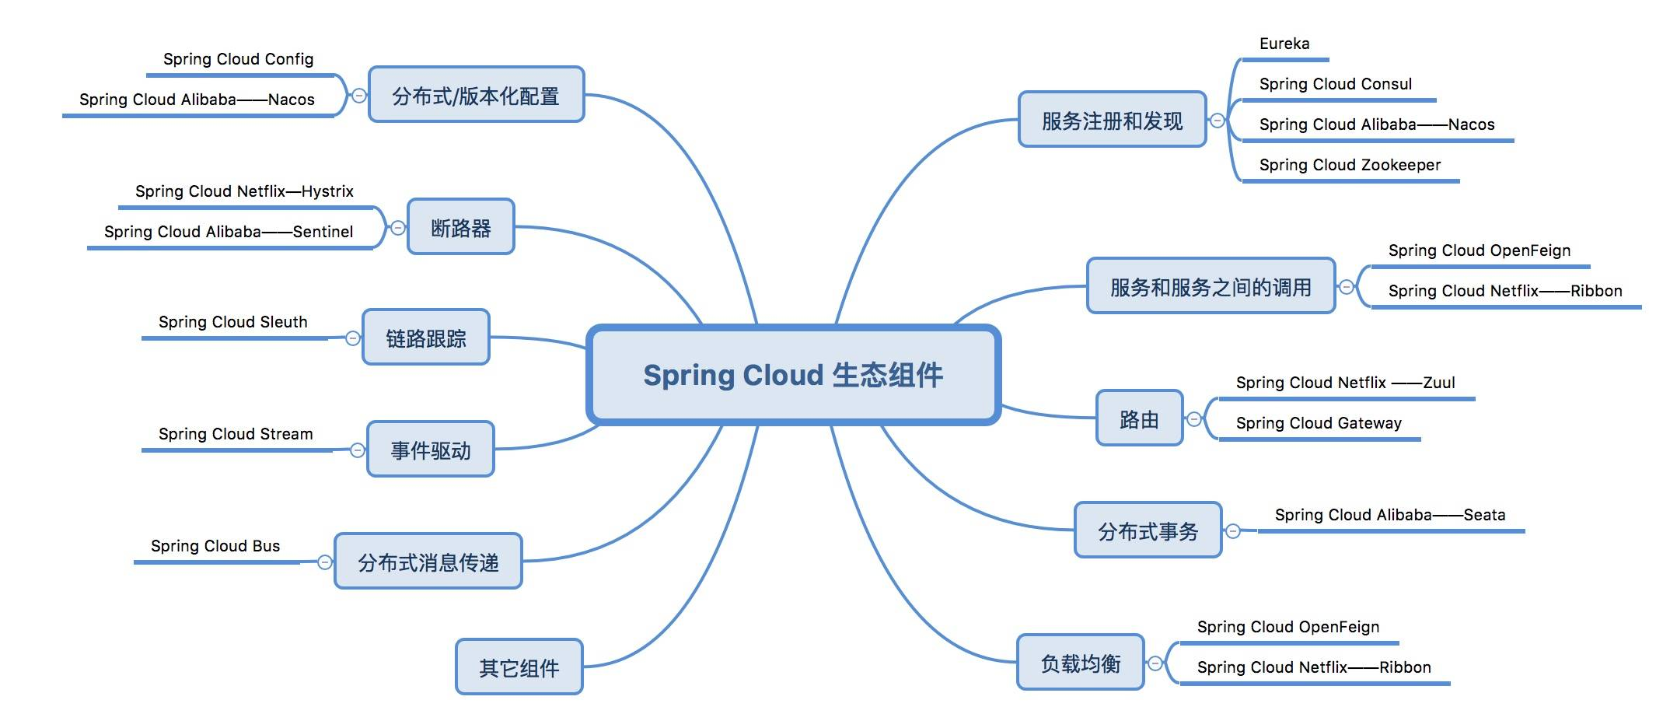 Spring Cloud 生态组件
分布式/版本化配置
Spring Cloud Config
Spring Cloud Alibaba——Nacos
断路器
Spring Cloud Netflix—Hystrix
Spring Cloud Alibaba——Sentinel
链路跟踪
Spring Cloud Sleuth
事件驱动
Spring Cloud Stream
分布式消息传递
Spring Cloud Bus
其它组件
服务注册和发现
Eureka
Spring Cloud Consul
Spring Cloud Alibaba——Nacos
Spring Cloud Zookeeper
服务和服务之间的调用
Spring Cloud OpenFeign
Spring Cloud Netflix——Ribbon
路由
Spring Cloud Netflix ——Zuul
Spring Cloud Gateway
分布式事务
Spring Cloud Alibaba——Seata
负载均衡
Spring Cloud OpenFeign
Spring Cloud Netflix——Ribbon